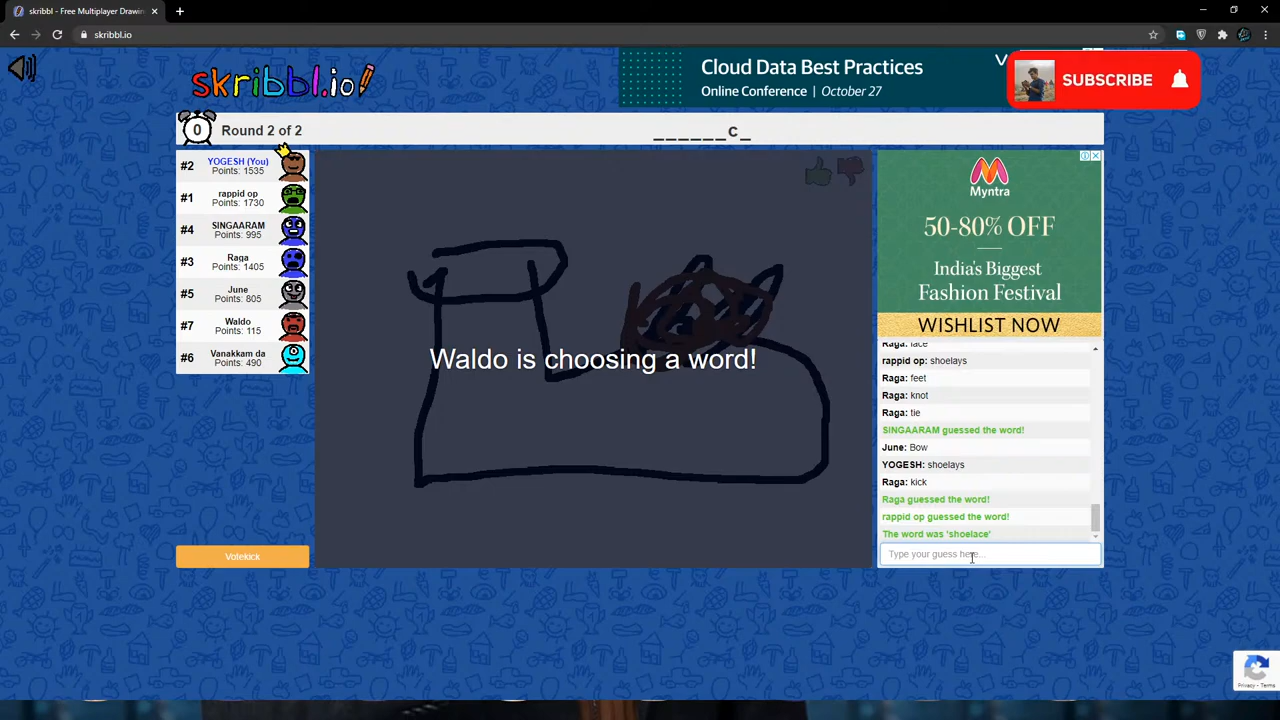 skribbl - Free Multiplayer Drawin
skribbl.io
skribbl.io
Cloud Data Best Practices
Online Conference | October 27
SUBSCRIBE
0
Round 2 of 2
______c_
#2
YOGESH (You)
Points: 1535
#1
rappid op
Points: 1730
#4
SINGAARAM
Points: 995
#3
Raga
Points: 1405
#5
June
Points: 805
#7
Waldo
Points: 115
#6
Vanakkam da
Points: 490
Votekick
Waldo is choosing a word!
Myntra
50-80% OFF
India's Biggest
Fashion Festival
WISHLIST NOW
Raga: lace
rappid op: shoelays
Raga: feet
Raga: knot
Raga: tie
SINGAARAM guessed the word!
June: Bow
YOGESH: shoelays
Raga: kick
Raga guessed the word!
rappid op guessed the word!
The word was 'shoelace'
Type your guess here...
Privacy - Terms